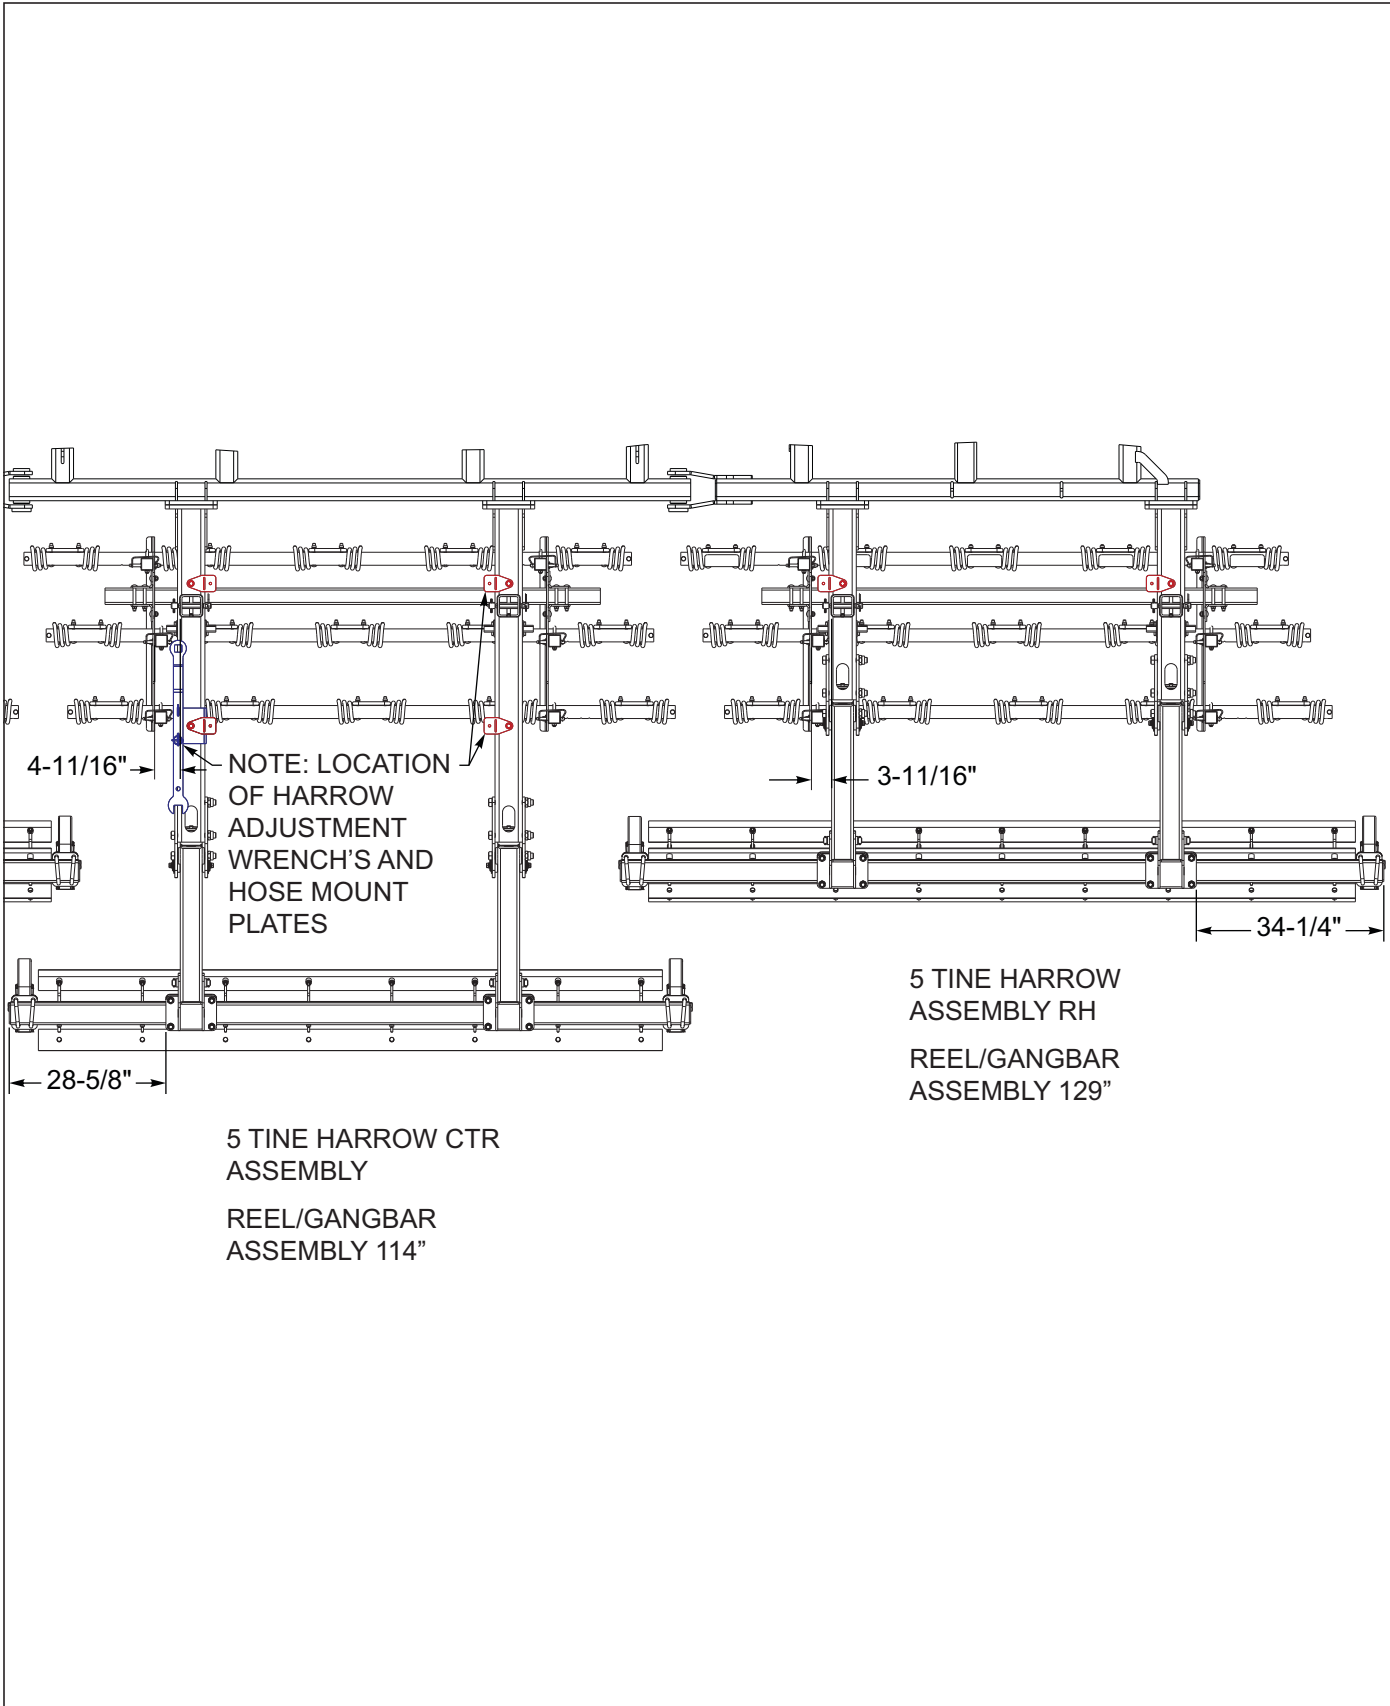 4-11/16"
NOTE: LOCATION
OF HARROW
ADJUSTMENT
WRENCH'S AND
HOSE MOUNT
PLATES
3-11/16"
34-1/4"
28-5/8"
5 TINE HARROW CTR
ASSEMBLY
REEL/GANGBAR
ASSEMBLY 114”
5 TINE HARROW
ASSEMBLY RH
REEL/GANGBAR
ASSEMBLY 129”